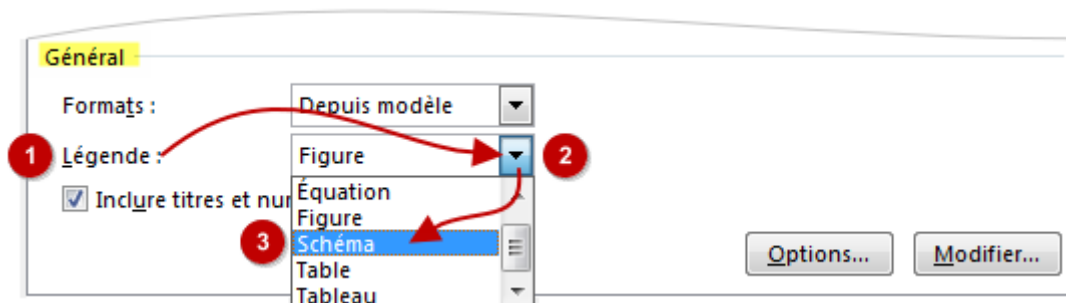 Général
Formats : Depuis modèle
1 Légende : Figure 2
Équation
Inclure titres et
Figure
3 Schéma
Table
Tableau
Options... Modifier...